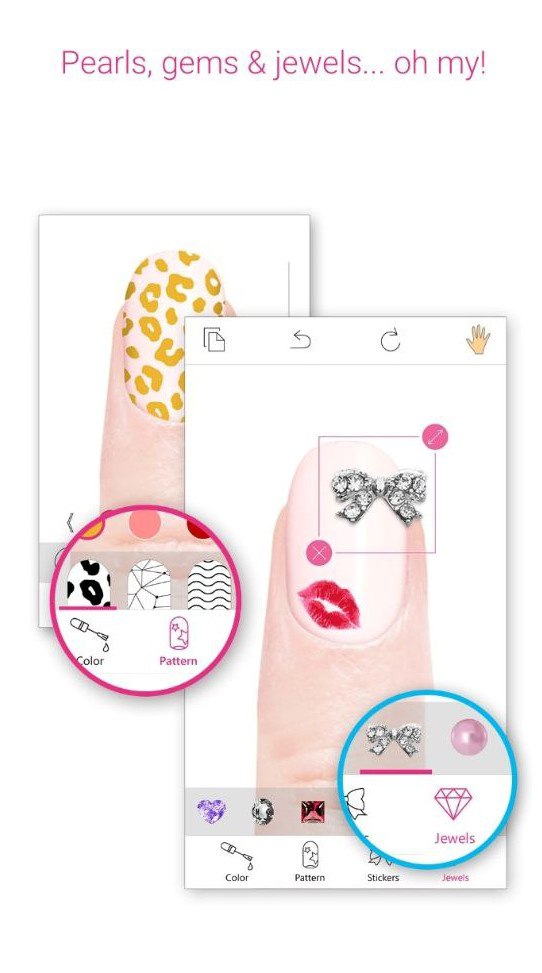 Pearls, gems & jewels... oh my!
Color
Pattern
Jewels
Color
Pattern
Stickers
Jewels